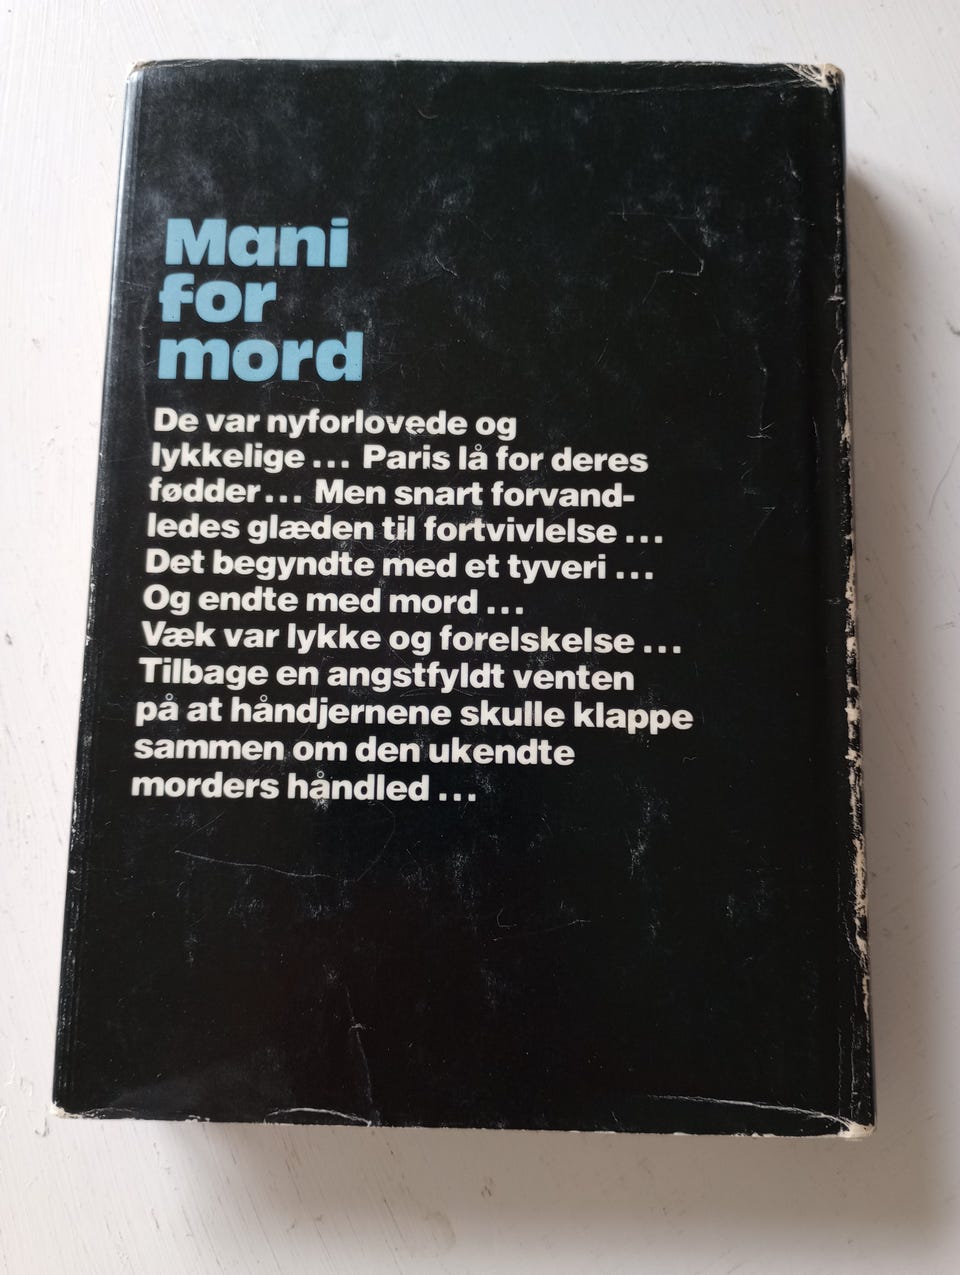 Mani
for
mord
De var nyforlovede og
lykkelige ... Paris lå for deres
fødder ... Men snart forvand-
ledes glæden til fortvivlelse ...
Det begyndte med et tyveri ...
Og endte med mord ...
Væk var lykke og forelskelse ...
Tilbage en angstfyldt venten
på at håndjernene skulle klappe
sammen om den ukendte
morders håndled ...